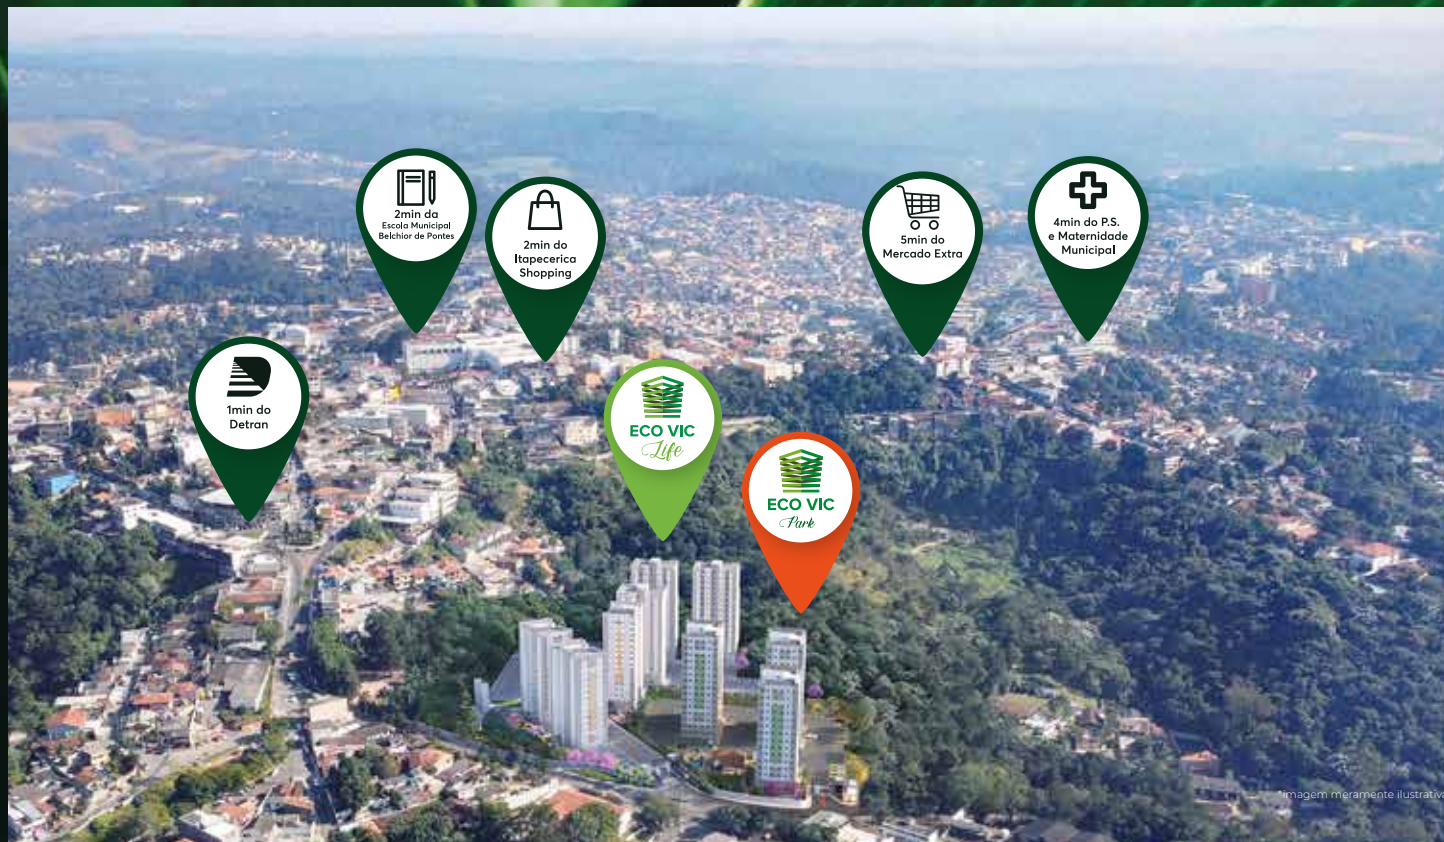 2min da
Escola Municipal
Belchior de Pontes
2min do
Itapecerica
Shopping
5min do
Mercado Extra
4min do P.S.
e Maternidade
Municipal
1min do
Detran
ECO VIC
Life
ECO VIC
Park
*imagem meramente ilustrativa